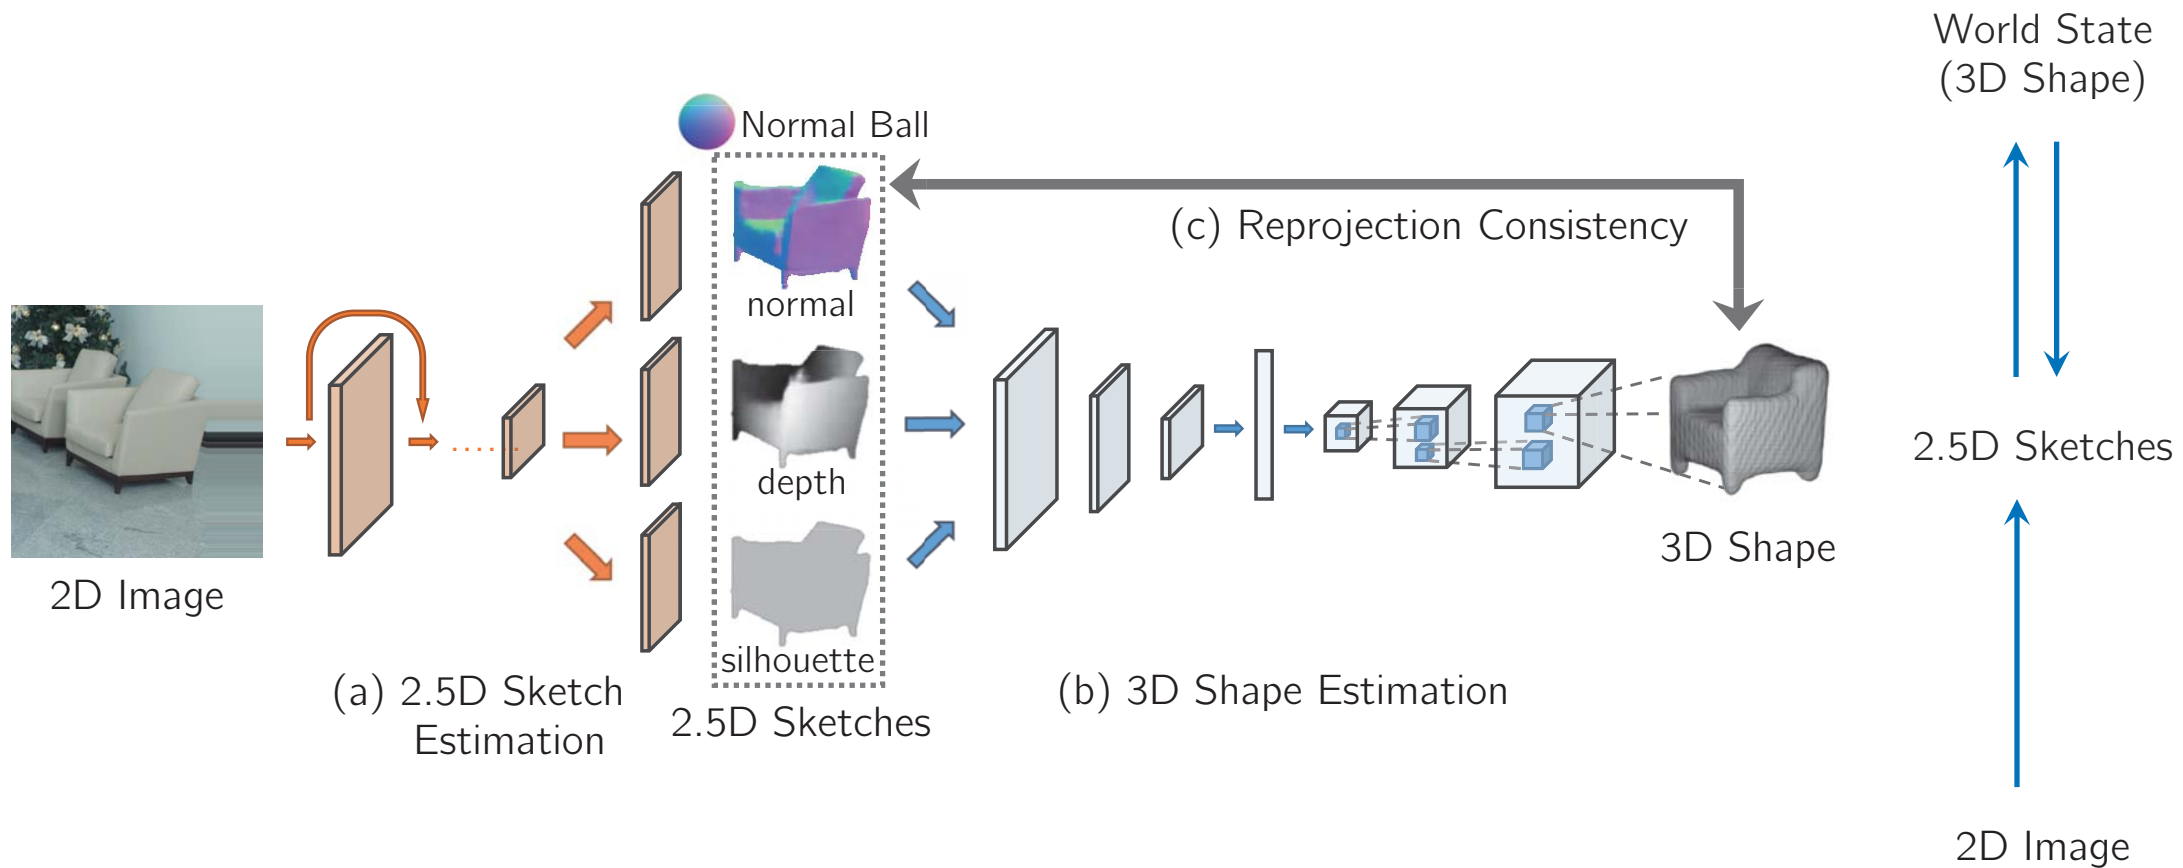 World State
(3D Shape)
Normal Ball
(c) Reprojection Consistency
normal
depth
silhouette
2D Image
(a) 2.5D Sketch
Estimation
2.5D Sketches
(b) 3D Shape Estimation
3D Shape
2.5D Sketches
2D Image